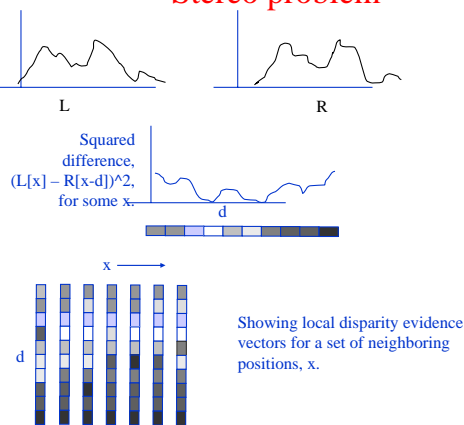 Stereo problem
L
R
Squared
difference,
(L[x] – R[x-d])^2,
for some x.
d
x
d
Showing local disparity evidence
vectors for a set of neighboring
positions, x.